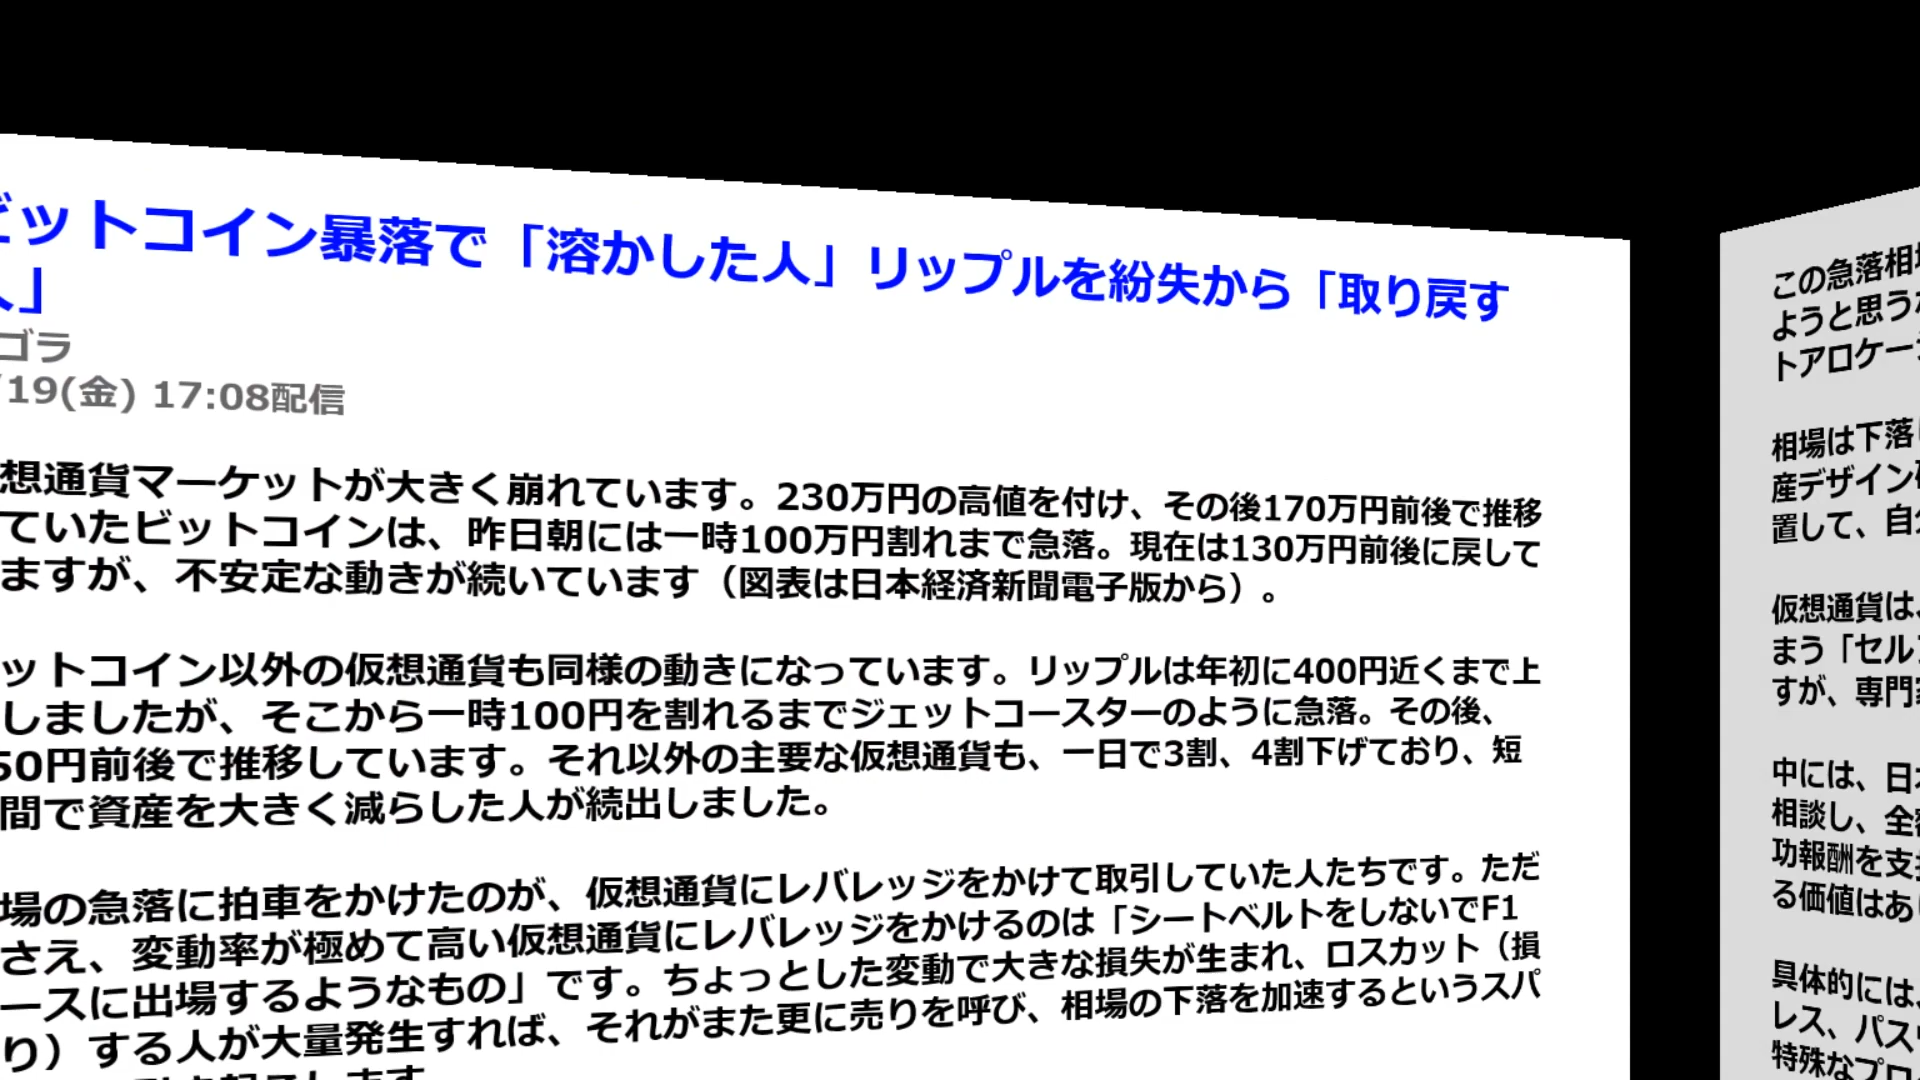 ビットコイン暴落で「溶かした人」リップルを紛失から「取り戻す
人」
ゴラ
/19(金) 17:08配信
想通貨マーケットが大きく崩れています。230万円の高値を付け、その後170万円前後で推移
ていたビットコインは、昨日朝には一時100万円割れまで急落。現在は130万円前後に戻して
ますが、不安定な動きが続いています（図表は日本経済新聞電子版から）。
ットコイン以外の仮想通貨も同様の動きになっています。リップルは年初に400円近くまで上
しましたが、そこから一時100円を割れるまでジェットコースターのように急落。その後、
50円前後で推移しています。それ以外の主要な仮想通貨も、一日で3割、4割下げており、短
間で資産を大きく減らした人が続出しました。
場の急落に拍車をかけたのが、仮想通貨にレバレッジをかけて取引していた人たちです。ただ
さえ、変動率が極めて高い仮想通貨にレバレッジをかけるのは「シートベルトをしないでF1
ースに出場するようなもの」です。ちょっとした変動で大きな損失が生まれ、ロスカット（損
り）する人が大量発生すれば、それがまた更に売りを呼び、相場の下落を加速するというスパ
この急落相場
ようと思う
トアロケー
相場は下落
産デザイン
置して、自
仮想通貨は、
まう「セル
すが、専門
中には、日
相談し、全
功報酬を支
る価値はあ
具体的には、
レス、パス
特殊なプロ